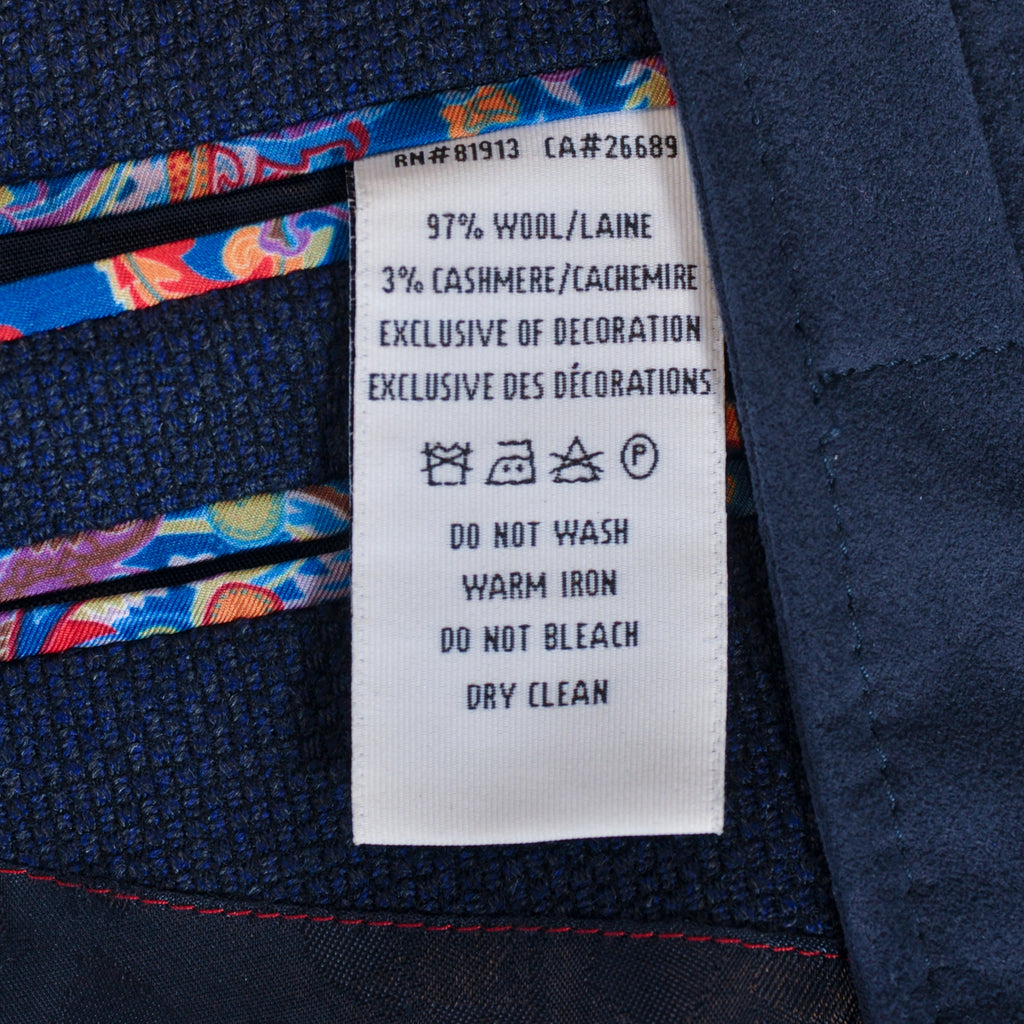 RN#81913 CA#26689
97% WOOL/LAINE
3% CASHMERE/CACHEMIRE
EXCLUSIVE OF DECORATION
EXCLUSIVE DES DÉCORATIONS
P
DO NOT WASH
WARM IRON
DO NOT BLEACH
DRY CLEAN